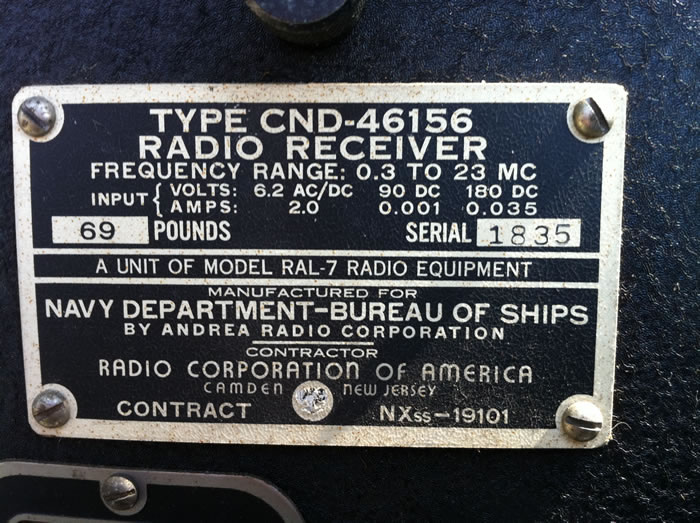 TYPE CND-46156
RADIO RECEIVER
FREQUENCY RANGE: 0.3 TO 23 MC
INPUT { VOLTS: 6.2 AC/DC 90 DC 180 DC
AMPS: 2.0 0.001 0.035
69 POUNDS SERIAL 1835
A UNIT OF MODEL RAL-7 RADIO EQUIPMENT
MANUFACTURED FOR
NAVY DEPARTMENT-BUREAU OF SHIPS
BY ANDREA RADIO CORPORATION
CONTRACTOR
RADIO CORPORATION OF AMERICA
CAMDEN NEW JERSEY
CONTRACT NXss-19101